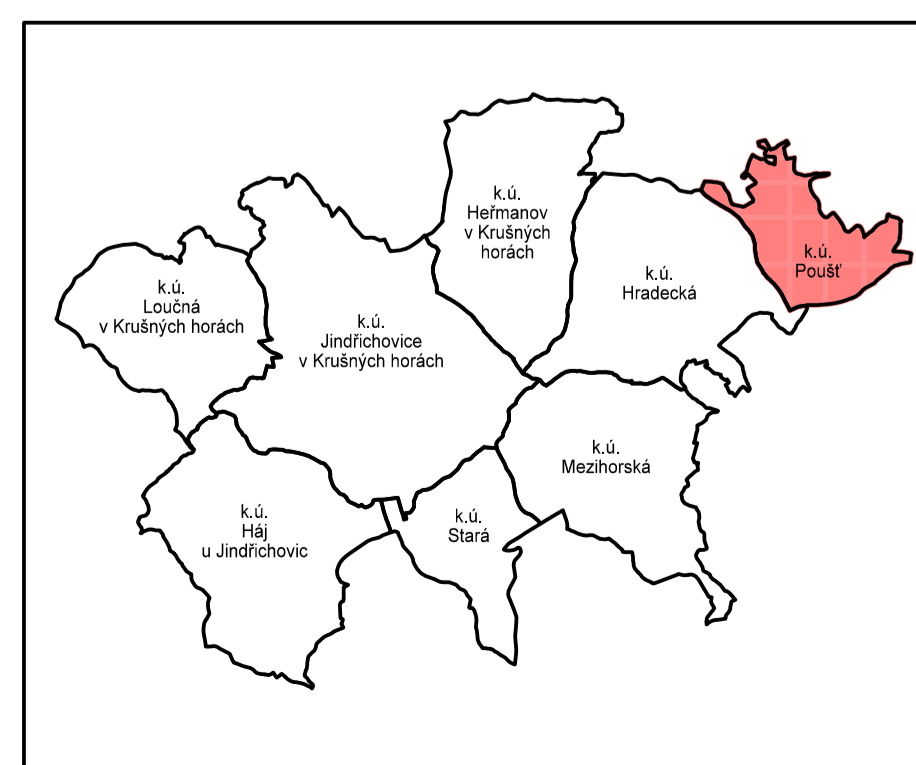 k.ú.
Heřmanov
v Krušných
horách
k.ú.
Poušť
k.ú.
Hradecká
k.ú.
Loučná
v Krušných horách
k.ú.
Jindřichovice
v Krušných horách
k.ú.
Mezihorská
k.ú.
Háj
u Jindřichovic
k.ú.
Stará